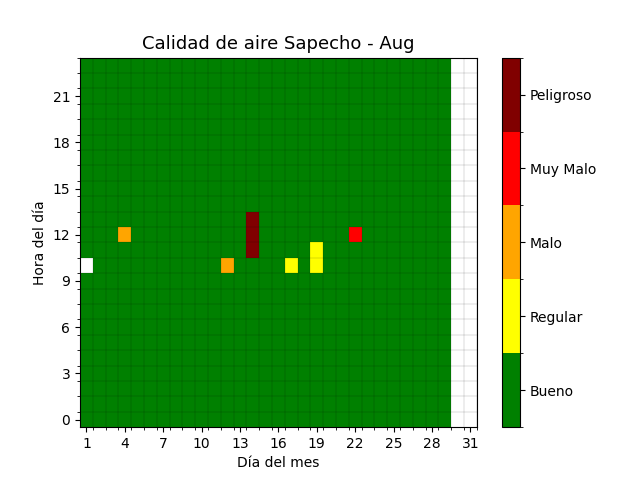 Calidad de aire Sapecho - Aug
21
18
15
12
9
6
3
0
Hora del día
1 4 7 10 13 16 19 22 25 28 31
Día del mes
Peligroso
Muy Malo
Malo
Regular
Bueno